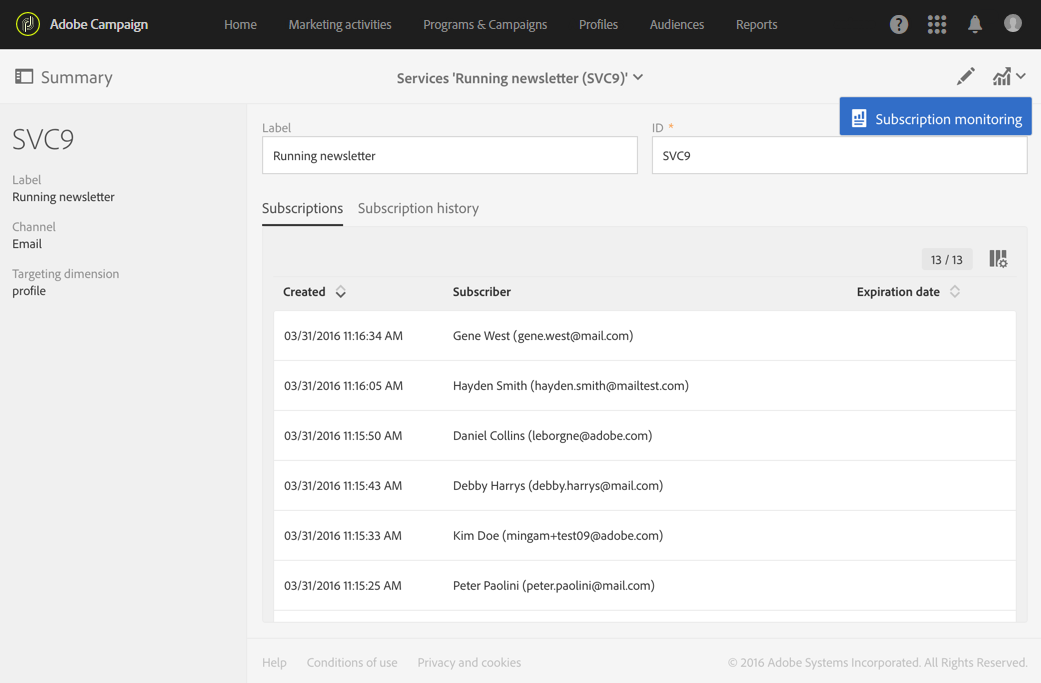 Adobe Campaign Home Marketing activities Programs & Campaigns Profiles Audiences Reports ?
Summary Services 'Running newsletter (SVC9)'
Subscription monitoring
SVC9
Label
Running newsletter
Channel
Email
Targeting dimension
profile
Label ID *
Running newsletter SVC9
Subscriptions Subscription history
13 / 13
Created Subscriber Expiration date
03/31/2016 11:16:34 AM Gene West (gene.west@mail.com)
03/31/2016 11:16:05 AM Hayden Smith (hayden.smith@mailtest.com)
03/31/2016 11:15:50 AM Daniel Collins (leborgne@adobe.com)
03/31/2016 11:15:43 AM Debby Harrys (debby.harrys@mail.com)
03/31/2016 11:15:33 AM Kim Doe (mingam+test09@adobe.com)
03/31/2016 11:15:25 AM Peter Paolini (peter.paolini@mail.com)
Help Conditions of use Privacy and cookies © 2016 Adobe Systems Incorporated. All Rights Reserved.